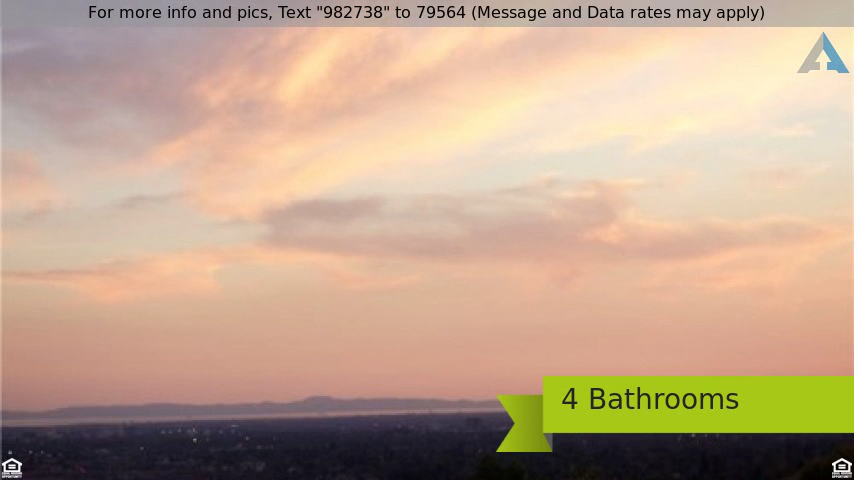 For more info and pics, Text "982738" to 79564 (Message and Data rates may apply)
4 Bathrooms